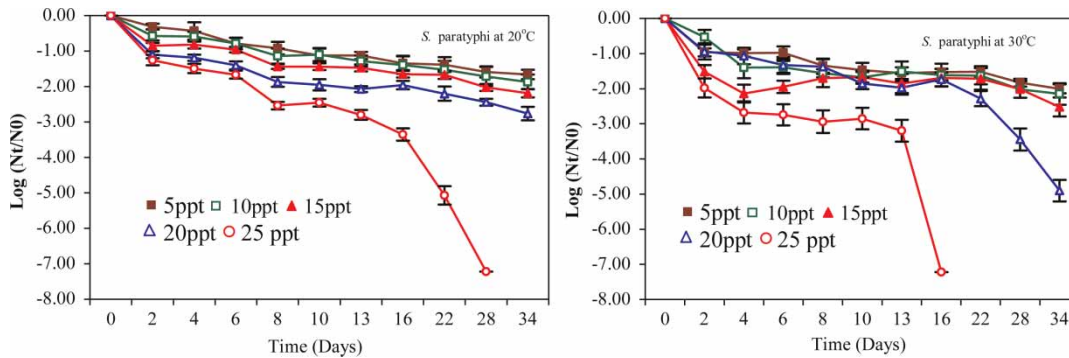 S. paratyphi at 20°C
0.00
-1.00
-2.00
-3.00
-4.00
-5.00
-6.00
-7.00
-8.00
Log (Nt/N0)
5ppt 10ppt 15ppt
20ppt 25 ppt
0 2 4 6 8 10 13 16 22 28 34
Time (Days)
S. paratyphi at 30°C
0.00
-1.00
-2.00
-3.00
-4.00
-5.00
-6.00
-7.00
-8.00
Log (Nt/N0)
5ppt 10ppt 15ppt
20ppt 25 ppt
0 2 4 6 8 10 13 16 22 28 34
Time (Days)